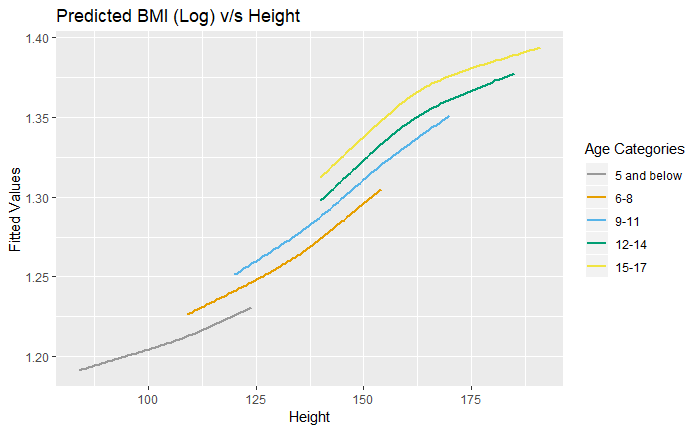 Predicted BMI (Log) v/s Height
1.40
1.35
1.30
1.25
1.20
Fitted Values
100
125
150
175
Height
Age Categories
5 and below
6-8
9-11
12-14
15-17